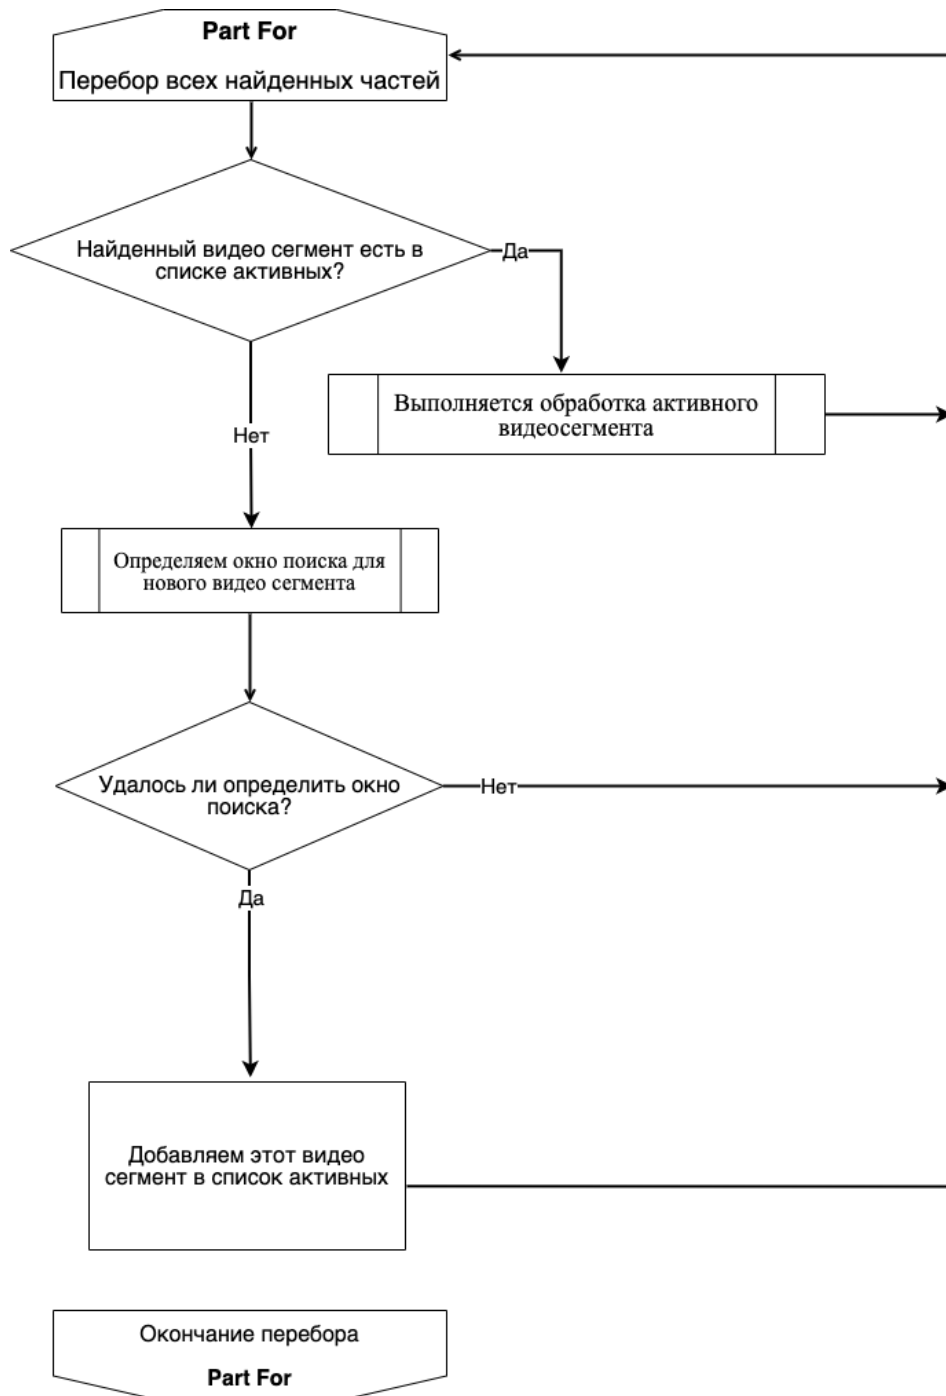 Part For
Перебор всех найденных частей
Найденный видео сегмент есть в
списке активных?
Да
Выполняется обработка активного
видеосегмента
Нет
Определяем окно поиска для
нового видео сегмента
Удалось ли определить окно
поиска?
Нет
Да
Добавляем этот видео
сегмент в список активных
Окончание перебора
Part For